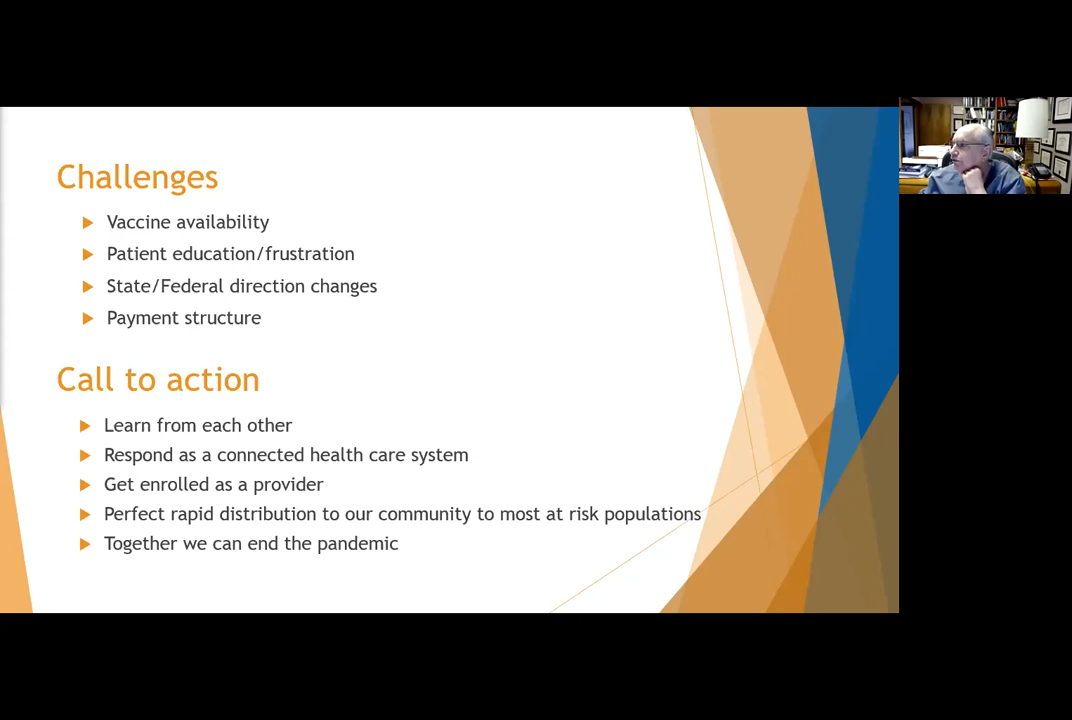 Challenges
Vaccine availability
Patient education/frustration
State/Federal direction changes
Payment structure
Call to action
Learn from each other
Respond as a connected health care system
Get enrolled as a provider
Perfect rapid distribution to our community to most at risk populations
Together we can end the pandemic